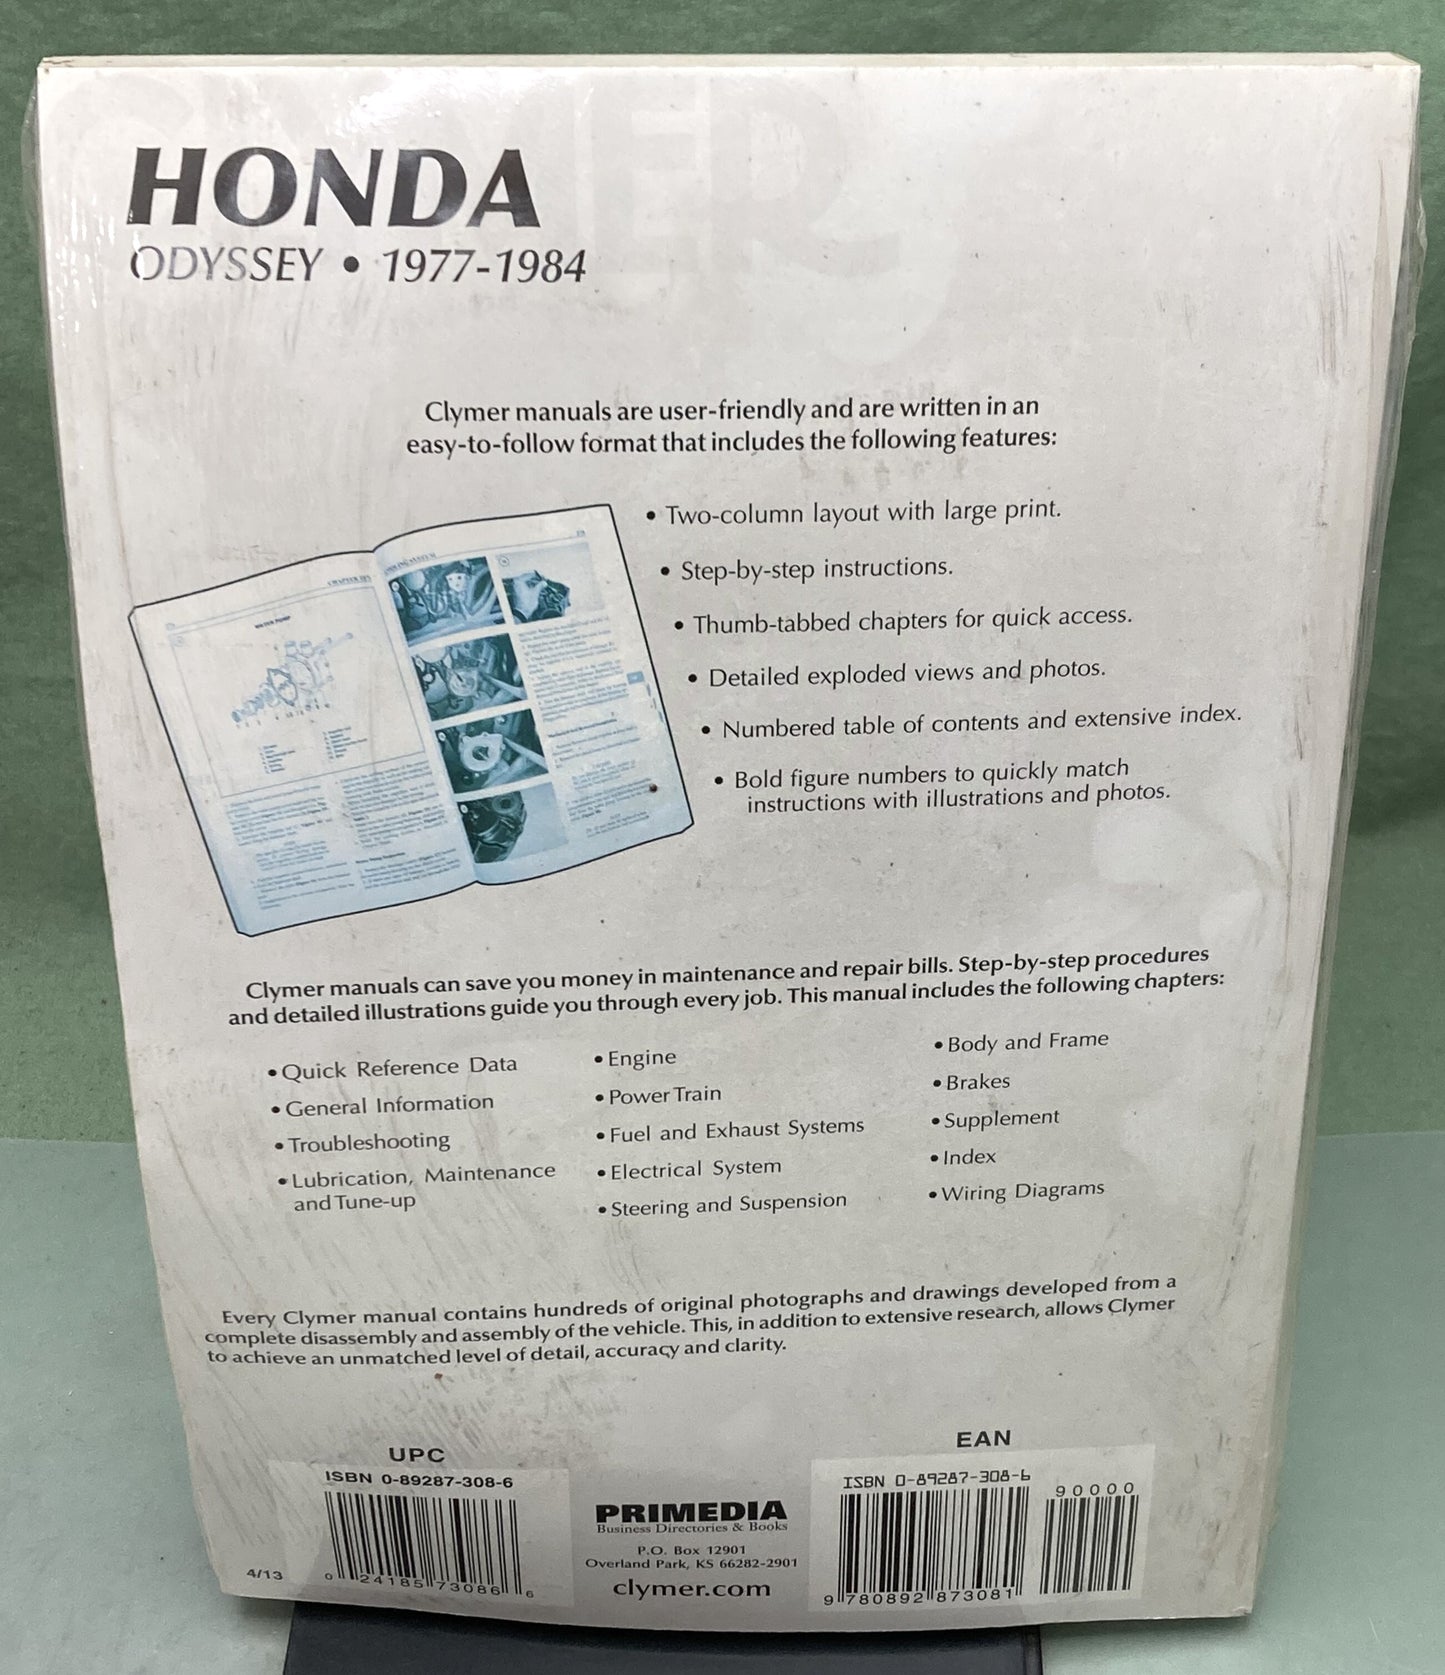 HONDA
ODYSSEY • 1977-1984
Clymer manuals are user-friendly and are written in an
easy-to-follow format that includes the following features:
• Two-column layout with large print.
• Step-by-step instructions.
• Thumb-tabbed chapters for quick access.
• Detailed exploded views and photos.
• Numbered table of contents and extensive index.
• Bold figure numbers to quickly match
instructions with illustrations and photos.
WATER PUMP
Clymer manuals can save you money in maintenance and repair bills. Step-by-step procedures
and detailed illustrations guide you through every job. This manual includes the following chapters:
• Quick Reference Data
• General Information
• Troubleshooting
• Lubrication, Maintenance
and Tune-up
• Engine
• Power Train
• Fuel and Exhaust Systems
• Electrical System
• Steering and Suspension
• Body and Frame
• Brakes
• Supplement
• Index
• Wiring Diagrams
Every Clymer manual contains hundreds of original photographs and drawings developed from a
complete disassembly and assembly of the vehicle. This, in addition to extensive research, allows Clymer
to achieve an unmatched level of detail, accuracy and clarity.
UPC
ISBN 0-89287-308-6
0 24185 73086 6
4/13
PRIMEDIA
Business Directories & Books
P.O. Box 12901
Overland Park, KS 66282-2901
clymer.com
EAN
ISBN 0-89287-308-6
90000
9 780892 873081